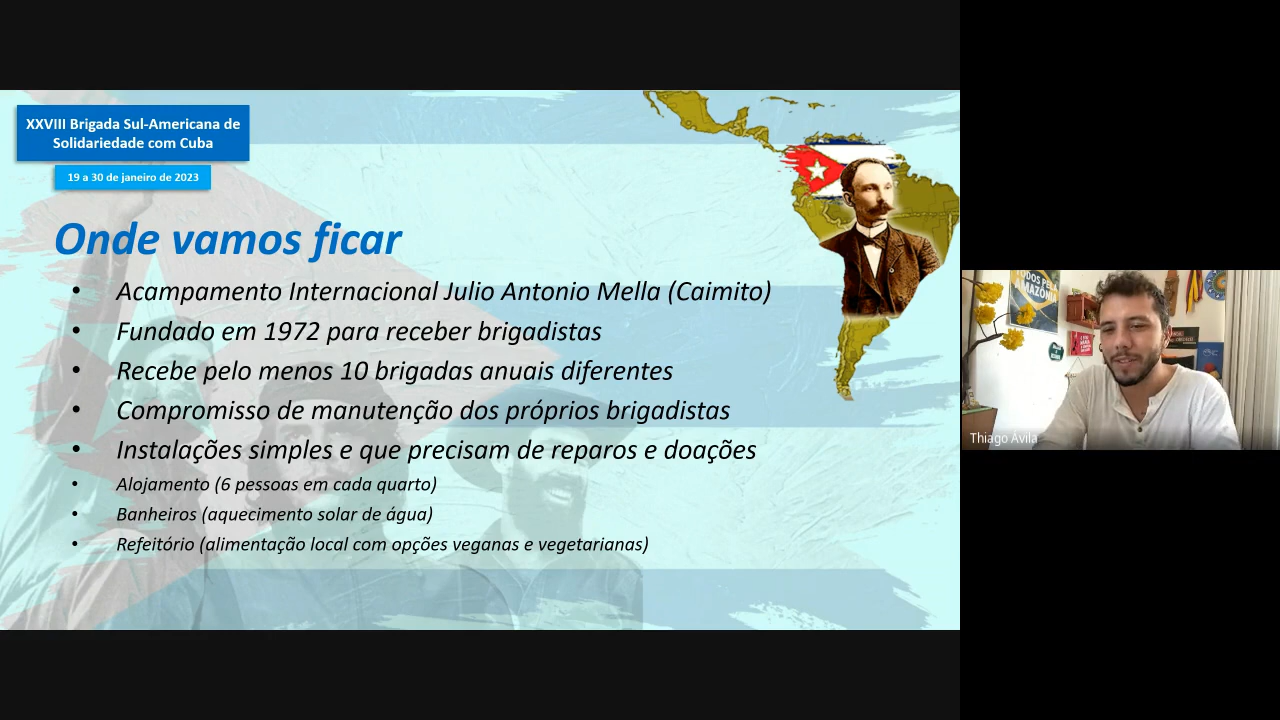 XXVIII Brigada Sul-Americana de
Solidariedade com Cuba
19 a 30 de janeiro de 2023
Onde vamos ficar
• Acampamento Internacional Julio Antonio Mella (Caimito)
• Fundado em 1972 para receber brigadistas
• Recebe pelo menos 10 brigadas anuais diferentes
• Compromisso de manutenção dos próprios brigadistas
• Instalações simples e que precisam de reparos e doações
• Alojamento (6 pessoas em cada quarto)
• Banheiros (aquecimento solar de água)
• Refeitório (alimentação local com opções veganas e vegetarianas)
AMAZÔNIA
Thiago Ávila